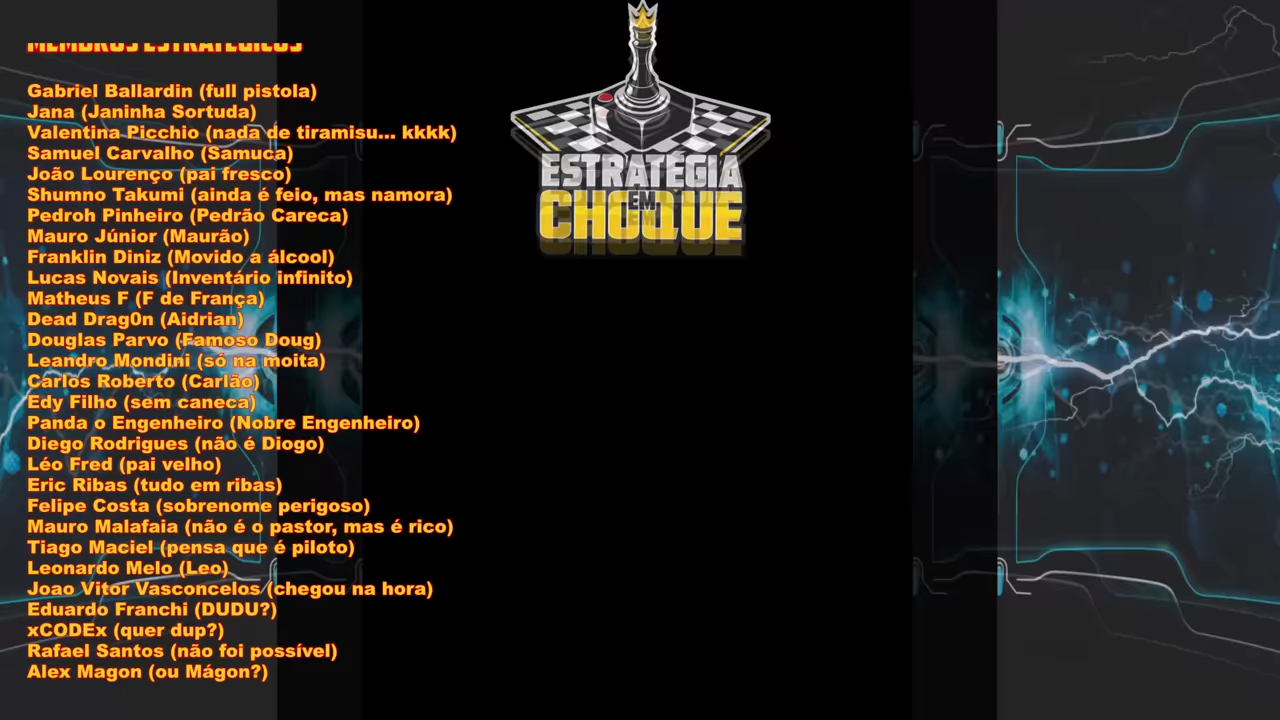 MEMBROS ESTRATÉGICOS
Gabriel Ballardin (full pistola)
Jana (Janinha Sortuda)
Valentina Picchio (nada de tiramisu... kkkk)
Samuel Carvalho (Samuca)
João Lourenço (pai fresco)
Shumno Takumi (ainda é feio, mas namora)
Pedroh Pinheiro (Pedrão Careca)
Mauro Júnior (Maurão)
Franklin Diniz (Movido a álcool)
Lucas Novais (Inventário infinito)
Matheus F (F de França)
Dead Drag0n (Aidrian)
Douglas Parvo (Famoso Doug)
Leandro Mondini (só na moita)
Carlos Roberto (Carlão)
Edy Filho (sem caneca)
Panda o Engenheiro (Nobre Engenheiro)
Diego Rodrigues (não é Diogo)
Léo Fred (pai velho)
Eric Ribas (tudo em ribas)
Felipe Costa (sobrenome perigoso)
Mauro Malafaia (não é o pastor, mas é rico)
Tiago Maciel (pensa que é piloto)
Leonardo Melo (Leo)
Joao Vitor Vasconcelos (chegou na hora)
Eduardo Franchi (DUDU?)
xCODEx (quer dup?)
Rafael Santos (não foi possível)
Alex Magon (ou Mágon?)
ESTRATÉGIA
EM
CHOQUE